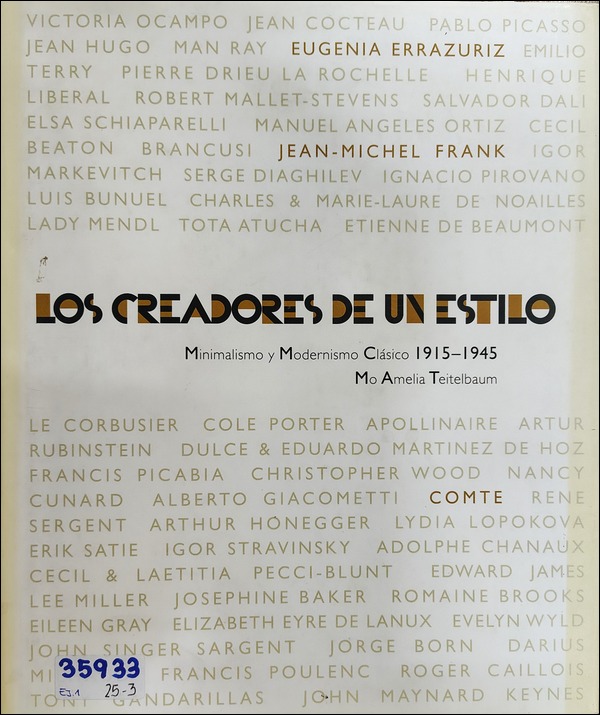 VICTORIA OCAMPO JEAN COCTEAU PABLO PICASSO
JEAN HUGO MAN RAY EUGENIA ERRAZURIZ EMILIO
TERRY PIERRE DRIEU LA ROCHELLE HENRIQUE
LIBERAL ROBERT MALLET-STEVENS SALVADOR DALI
ELSA SCHIAPARELLI MANUEL ANGELES ORTIZ CECIL
BEATON BRANCUSI JEAN-MICHEL FRANK IGOR
MARKEVITCH SERGE DIAGHILEV IGNACIO PIROVANO
LUIS BUNUEL CHARLES & MARIE-LAURE DE NOAILLES
LADY MENDL TOTA ATUCHA ETIENNE DE BEAUMONT
LOS CREADORES DE UN ESTILO
Minimalismo y Modernismo Clásico 1915–1945
Mo Amelia Teitelbaum
LE CORBUSIER COLE PORTER APOLLINAIRE ARTUR
RUBINSTEIN DULCE & EDUARDO MARTINEZ DE HOZ
FRANCIS PICABIA CHRISTOPHER WOOD NANCY
CUNARD ALBERTO GIACOMETTI COMTE RENE
SERGENT ARTHUR HONEGGER LYDIA LOPOKOVA
ERIK SATIE IGOR STRAVINSKY ADOLPHE CHANAUX
CECIL & LAETITIA PECCI-BLUNT EDWARD JAMES
LEE MILLER JOSEPHINE BAKER ROMAINE BROOKS
EILEEN GRAY ELIZABETH EYRE DE LANUX EVELYN WYLD
JOHN SINGER SARGENT JORGE BORN DARIUS
MI FRANCIS POULENC ROGER CAILLOIS
TONY GANDARILLAS JOHN MAYNARD KEYNES
35933
EJ.1 25-3